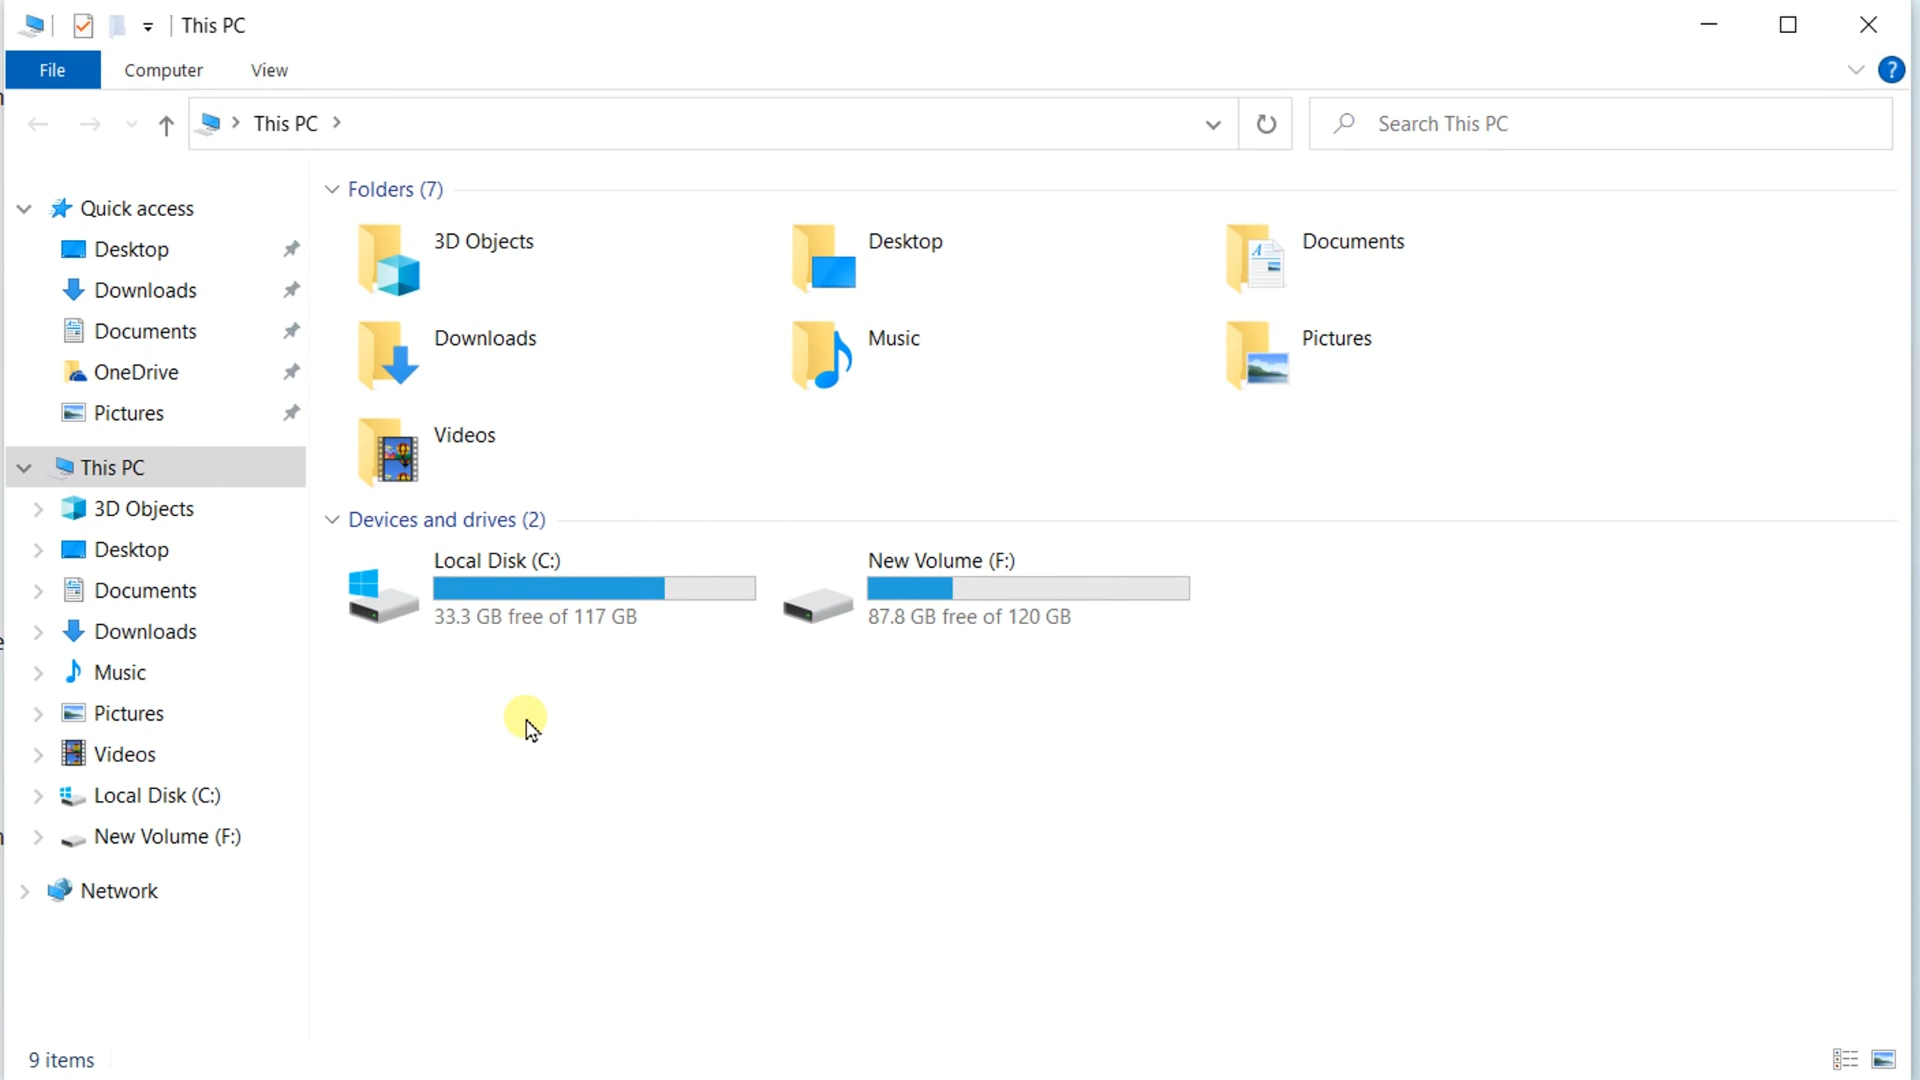 This PC
File Computer View
?
This PC
Search This PC
Quick access
Desktop
Downloads
Documents
OneDrive
Pictures
This PC
3D Objects
Desktop
Documents
Downloads
Music
Pictures
Videos
Local Disk (C:)
New Volume (F:)
Network
Folders (7)
3D Objects
Desktop
Documents
Downloads
Music
Pictures
Videos
Devices and drives (2)
Local Disk (C:)
33.3 GB free of 117 GB
New Volume (F:)
87.8 GB free of 120 GB
9 items